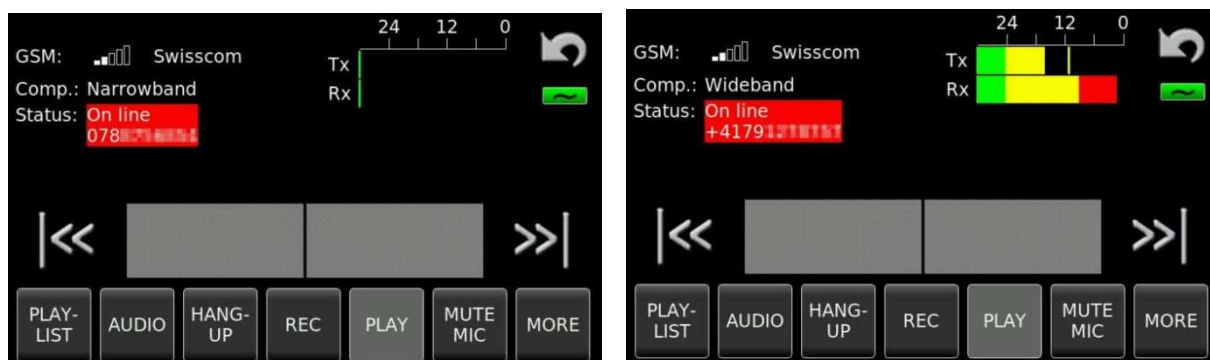 24 12 0
GSM: Swisscom
Tx
Comp.: Narrowband
Rx
Status: On line
078
|<< >>|
PLAY-
LIST
AUDIO
HANG-
UP
REC
PLAY
MUTE
MIC
MORE
24 12 0
GSM: Swisscom
Tx
Comp.: Wideband
Rx
Status: On line
+4179
|<< >>|
PLAY-
LIST
AUDIO
HANG-
UP
REC
PLAY
MUTE
MIC
MORE